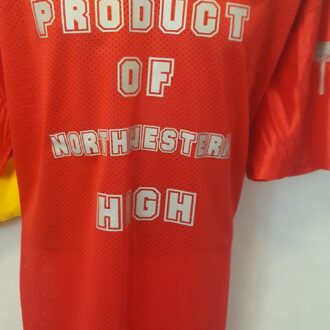 PRODUCT
OF
NORTHWESTERN
HIGH